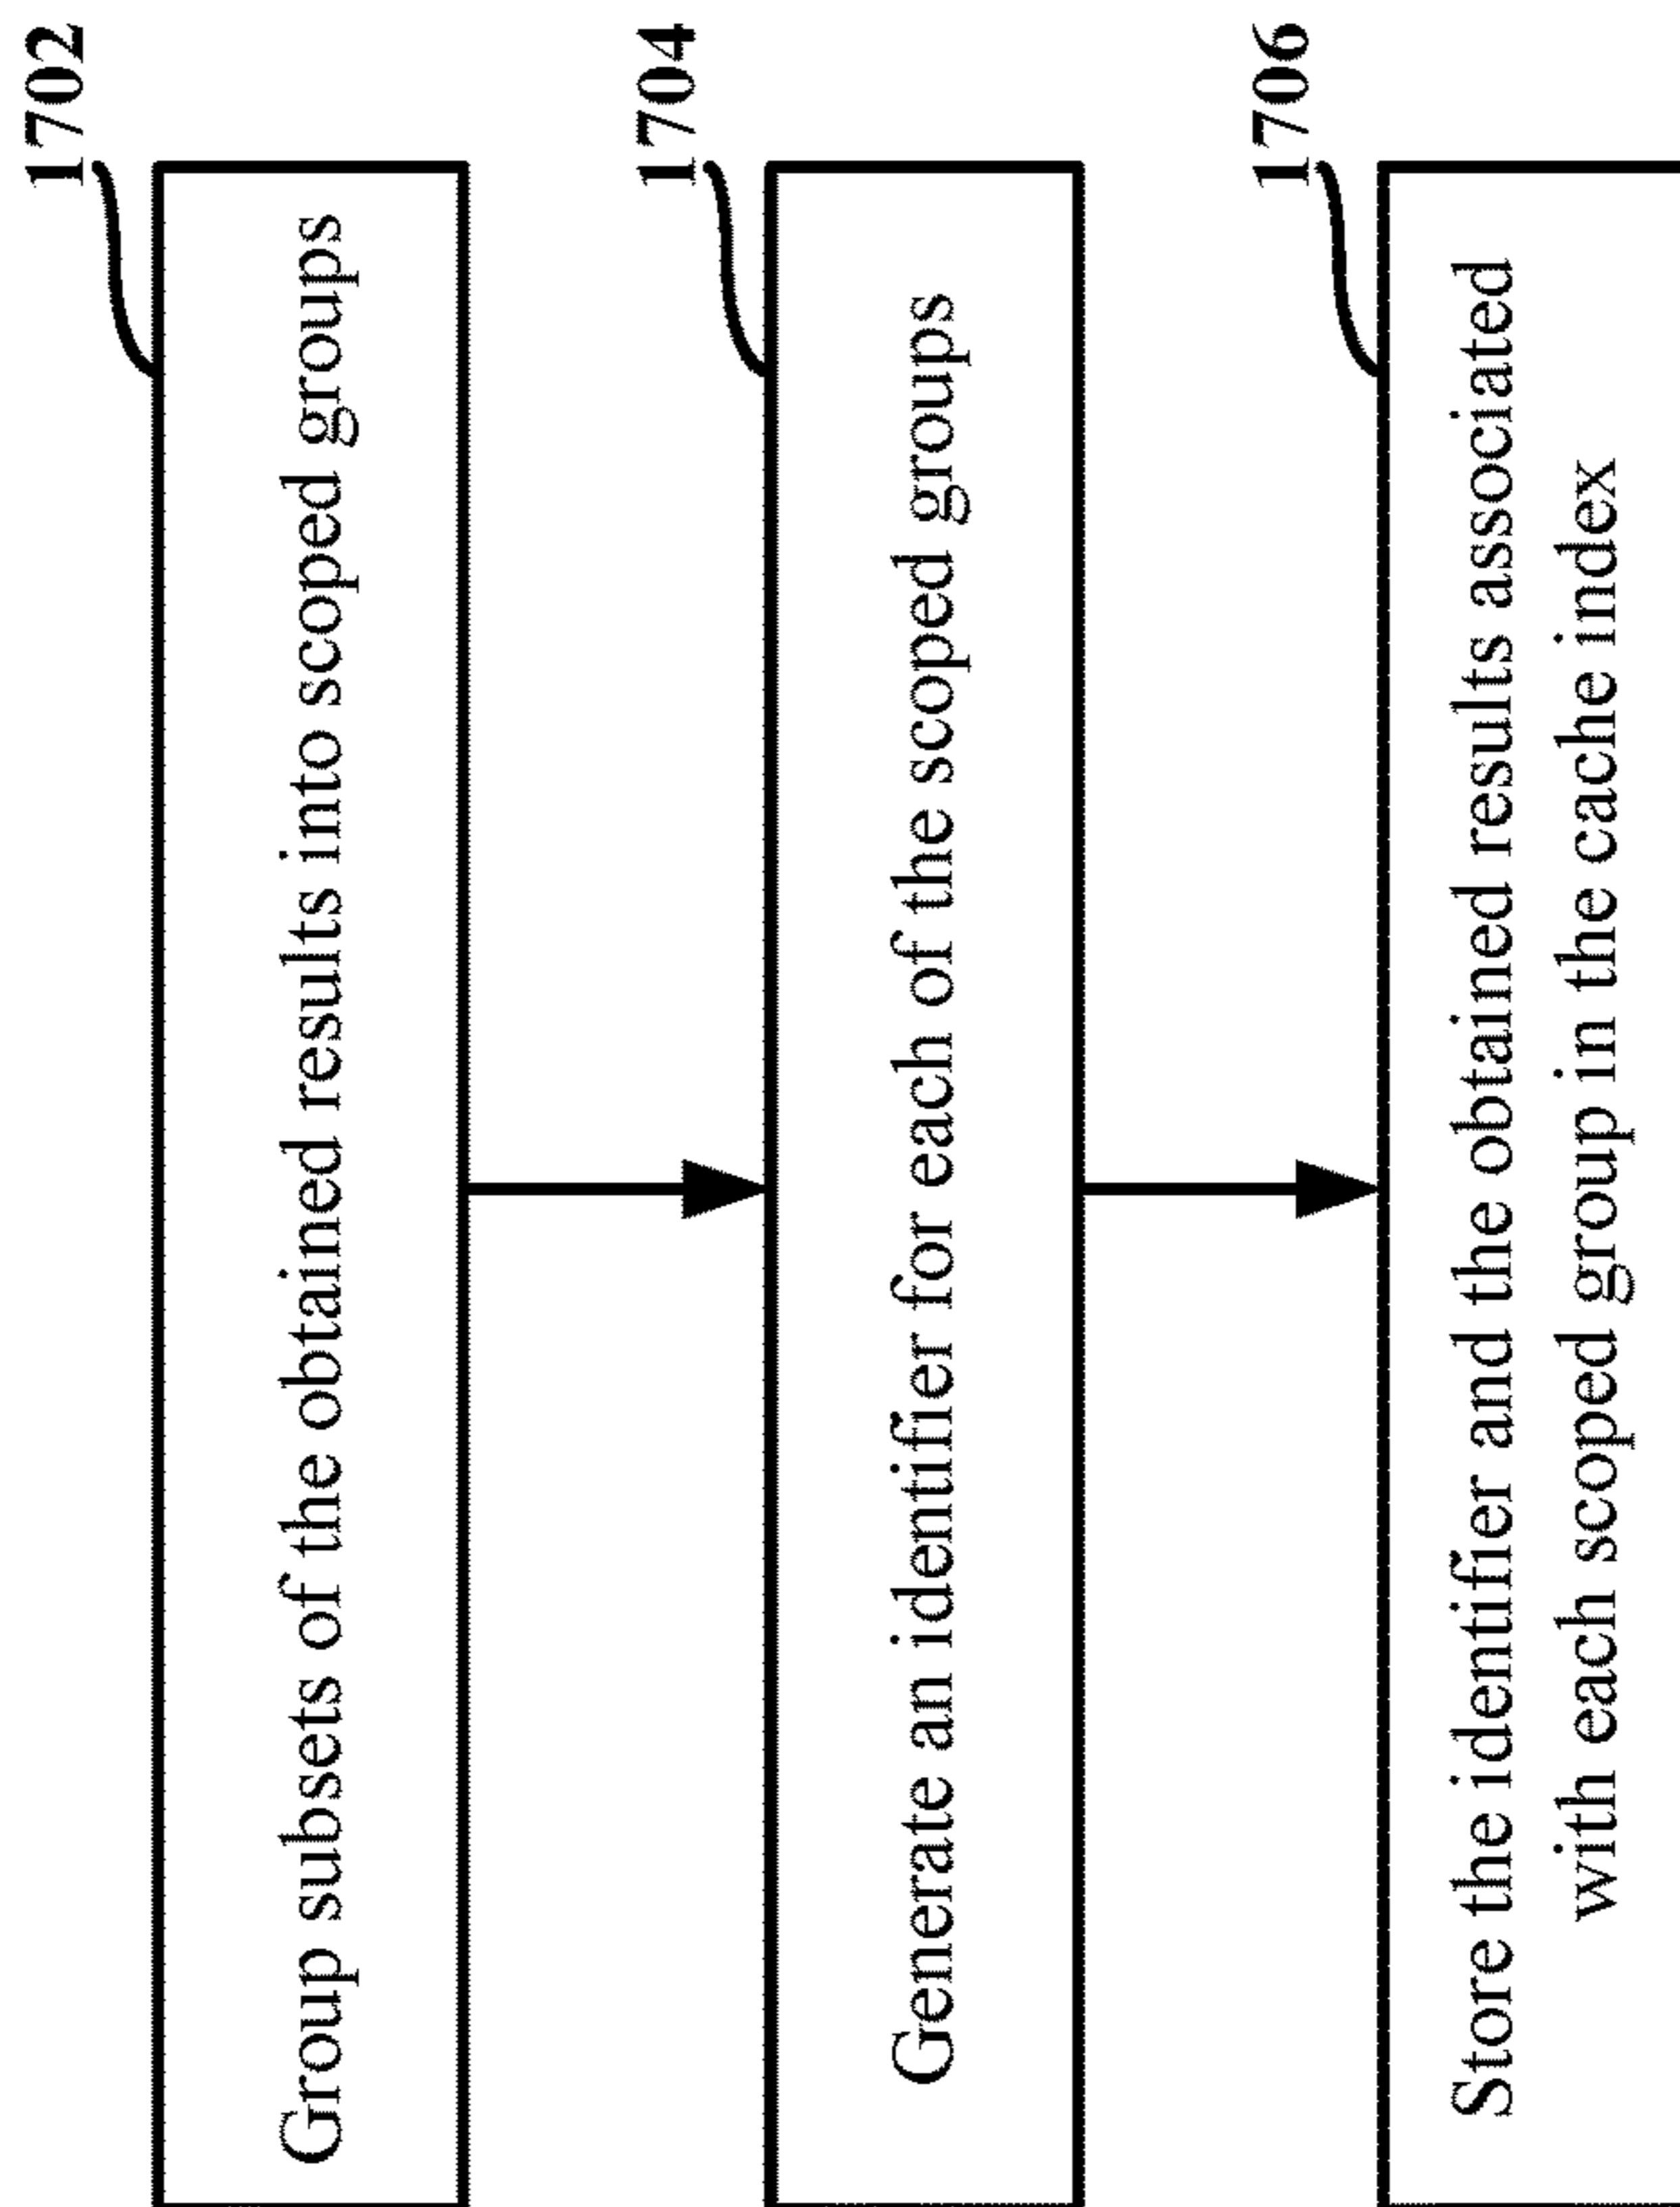 1702
Group subsets of the obtained results into scoped groups
1704
Generate an identifier for each of the scoped groups
1706
Store the identifier and the obtained results associated
with each scoped group in the cache index